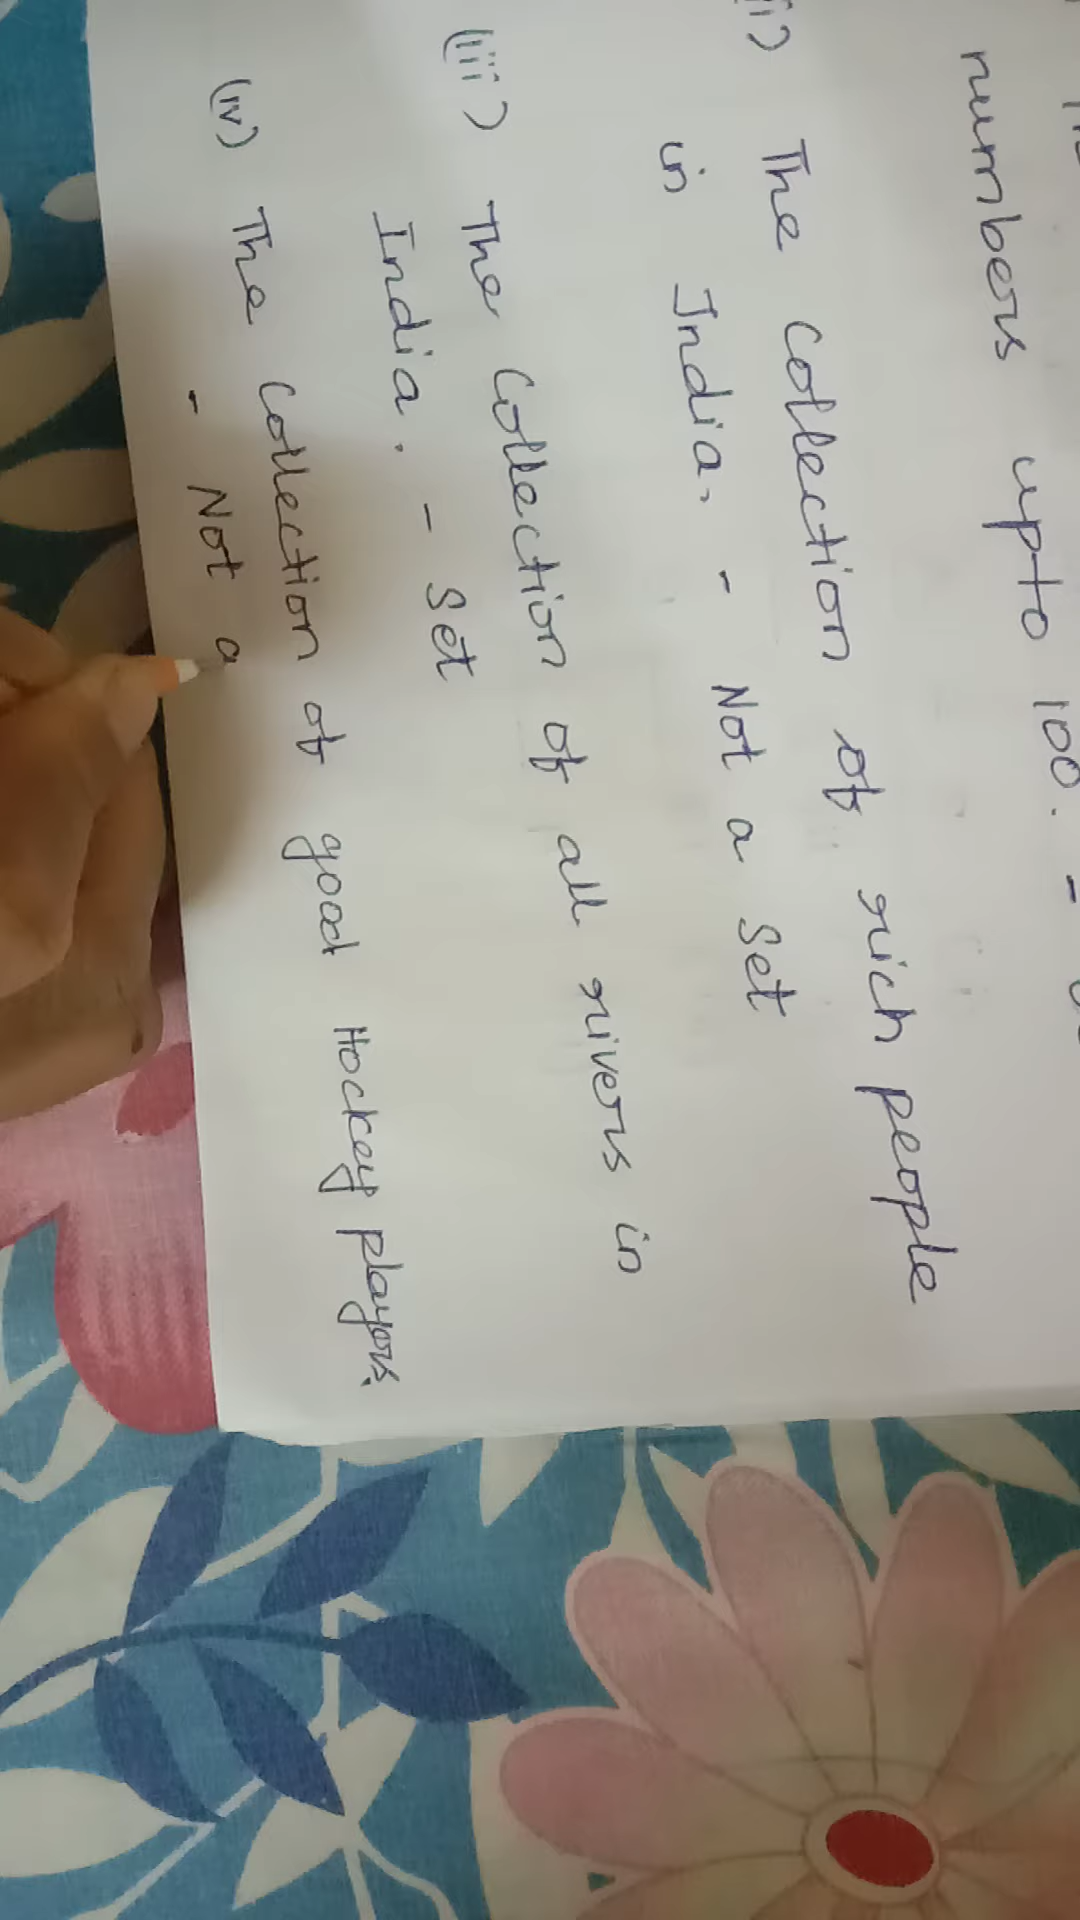 numbers upto 100. -
The Collection of rich people
in India. - Not a Set
(iii) The Collection of all rivers in
India. - Set
(iv) The Collection of good Hockey players.
- Not a